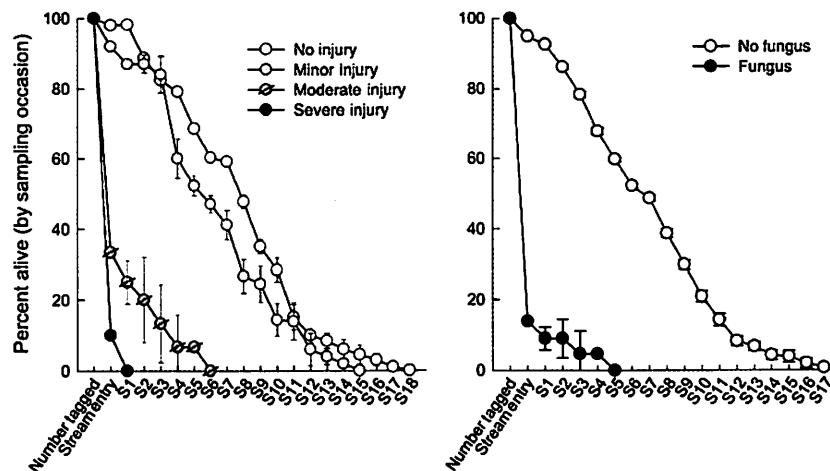 Percent alive (by sampling occasion)
100
80
60
40
20
0
No injury
Minor Injury
Moderate injury
Severe injury
Number tagged
Stream entry
S1
S2
S3
S4
S5
S6
S7
S8
S9
S10
S11
S12
S13
S14
S15
S16
S17
S18
100
80
60
40
20
0
No fungus
Fungus
Number tagged
Stream entry
S1
S2
S3
S4
S5
S6
S7
S8
S9
S10
S11
S12
S13
S14
S15
S16
S17